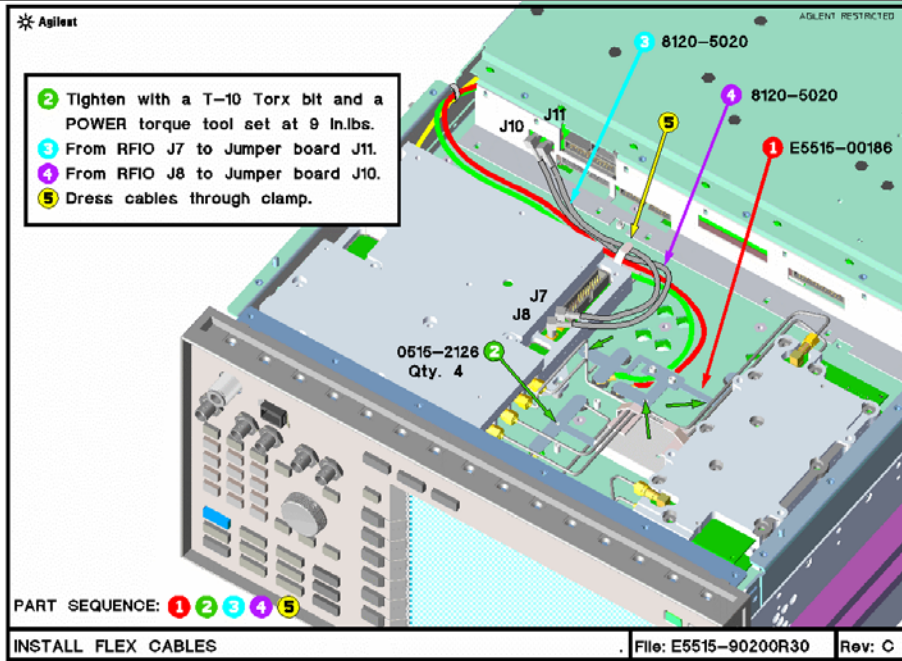 Agilent
AGILENT RESTRICTED
2 Tighten with a T-10 Torx bit and a
POWER torque tool set at 9 In.lbs.
3 From RFIO J7 to Jumper board J11.
4 From RFIO J8 to Jumper board J10.
5 Dress cables through clamp.
3 8120-5020
4 8120-5020
5
1 E5515-00186
J10
J11
J7
J8
0515-2126 2
Qty. 4
PART SEQUENCE: 1 2 3 4 5
INSTALL FLEX CABLES . File: E5515-90200R30 Rev: C